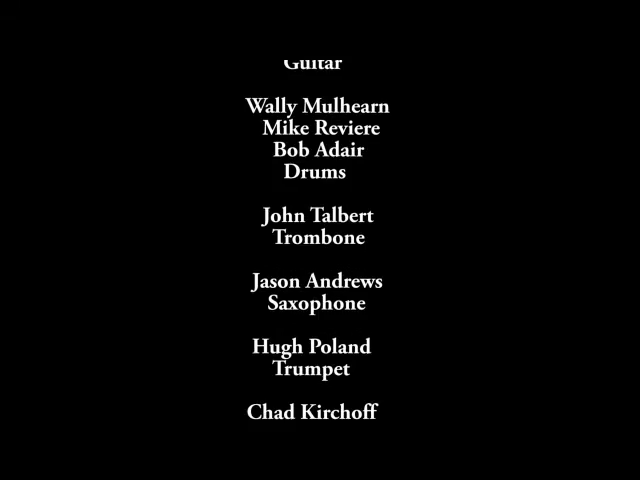 Guitar
Wally Mulhearn
Mike Reviere
Bob Adair
Drums
John Talbert
Trombone
Jason Andrews
Saxophone
Hugh Poland
Trumpet
Chad Kirchoff